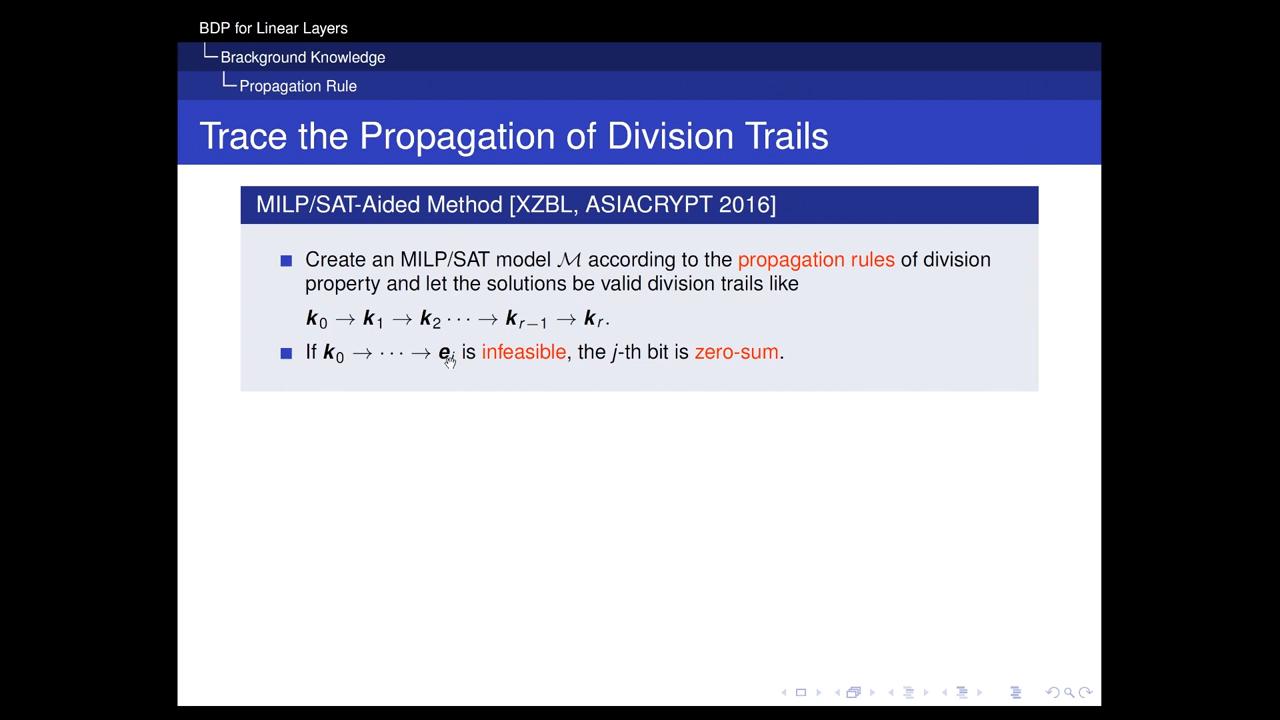 BDP for Linear Layers
Brackground Knowledge
Propagation Rule
Trace the Propagation of Division Trails
MILP/SAT-Aided Method [XZBL, ASIACRYPT 2016]
Create an MILP/SAT model ℳ according to the propagation rules of division
property and let the solutions be valid division trails like
k₀ → k₁ → k₂ ⋯ → kᵣ₋₁ → kᵣ.
If k₀ → ⋯ → eⱼ is infeasible, the j-th bit is zero-sum.